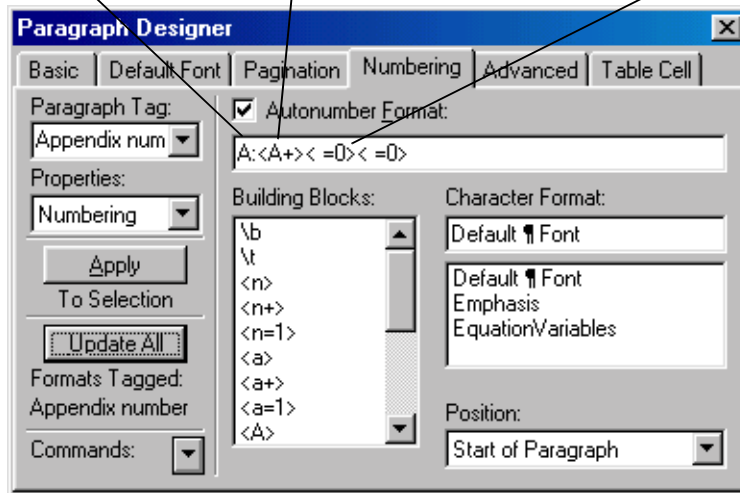 Paragraph Designer
Basic Default Font Pagination Numbering Advanced Table Cell
Paragraph Tag:
Appendix num
Properties:
Numbering
Apply
To Selection
Update All
Formats Tagged:
Appendix number
Commands:
Autonumber Format:
A:<A+>< =0>< =0>
Building Blocks:
\b
\t
<n>
<n+>
<n=1>
<a>
<a+>
<a=1>
<A>
Character Format:
Default ¶ Font
Default ¶ Font
Emphasis
EquationVariables
Position:
Start of Paragraph